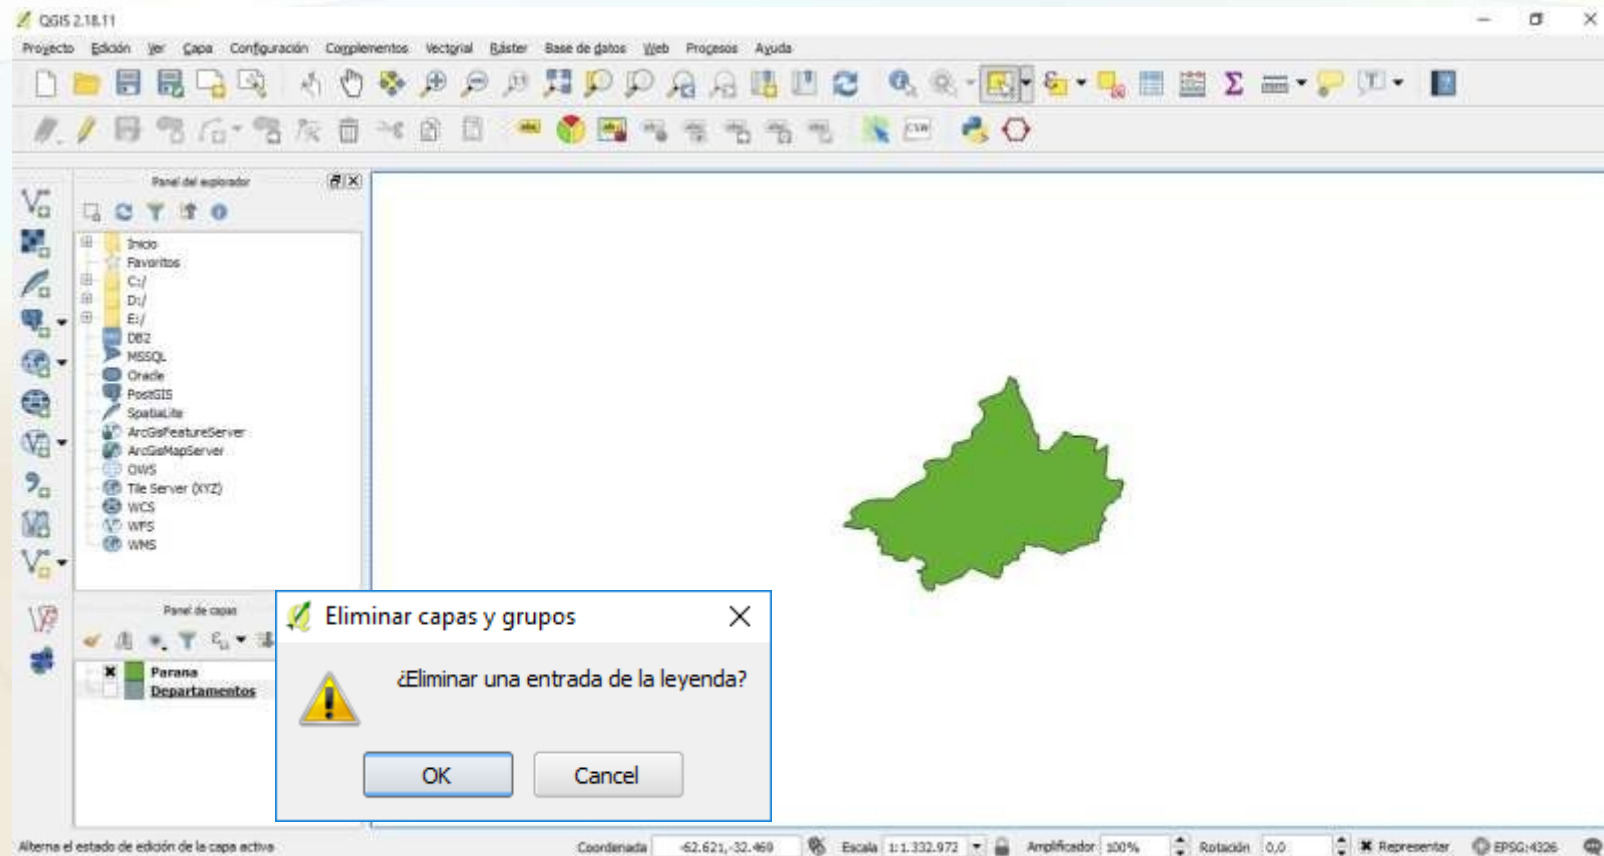 QGIS 2.18.11
Proyecto Edición Ver Capa Configuración Complementos Vectorial Ráster Base de datos Web Procesos Ayuda
CSW
Panel del explorador
Inicio
Favoritos
C:/
D:/
E:/
DB2
MSSQL
Oracle
PostGIS
SpatiaLite
ArcGisFeatureServer
ArcGisMapServer
OWS
Tile Server (XYZ)
WCS
WFS
WMS
Panel de capas
Parana
Departamentos
Eliminar capas y grupos
¿Eliminar una entrada de la leyenda?
OK Cancel
Alterna el estado de edición de la capa activa Coordenada -62.621,-32.469 Escala 1:1.332.972 Amplificador 100% Rotación 0,0 Representar EPSG:4326